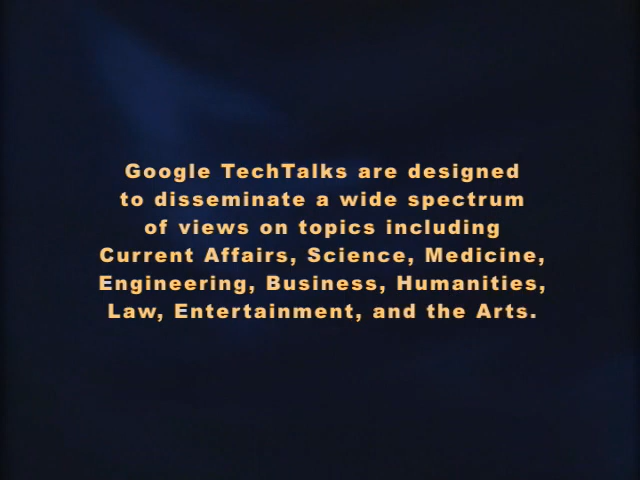 Google TechTalks are designed
to disseminate a wide spectrum
of views on topics including
Current Affairs, Science, Medicine,
Engineering, Business, Humanities,
Law, Entertainment, and the Arts.